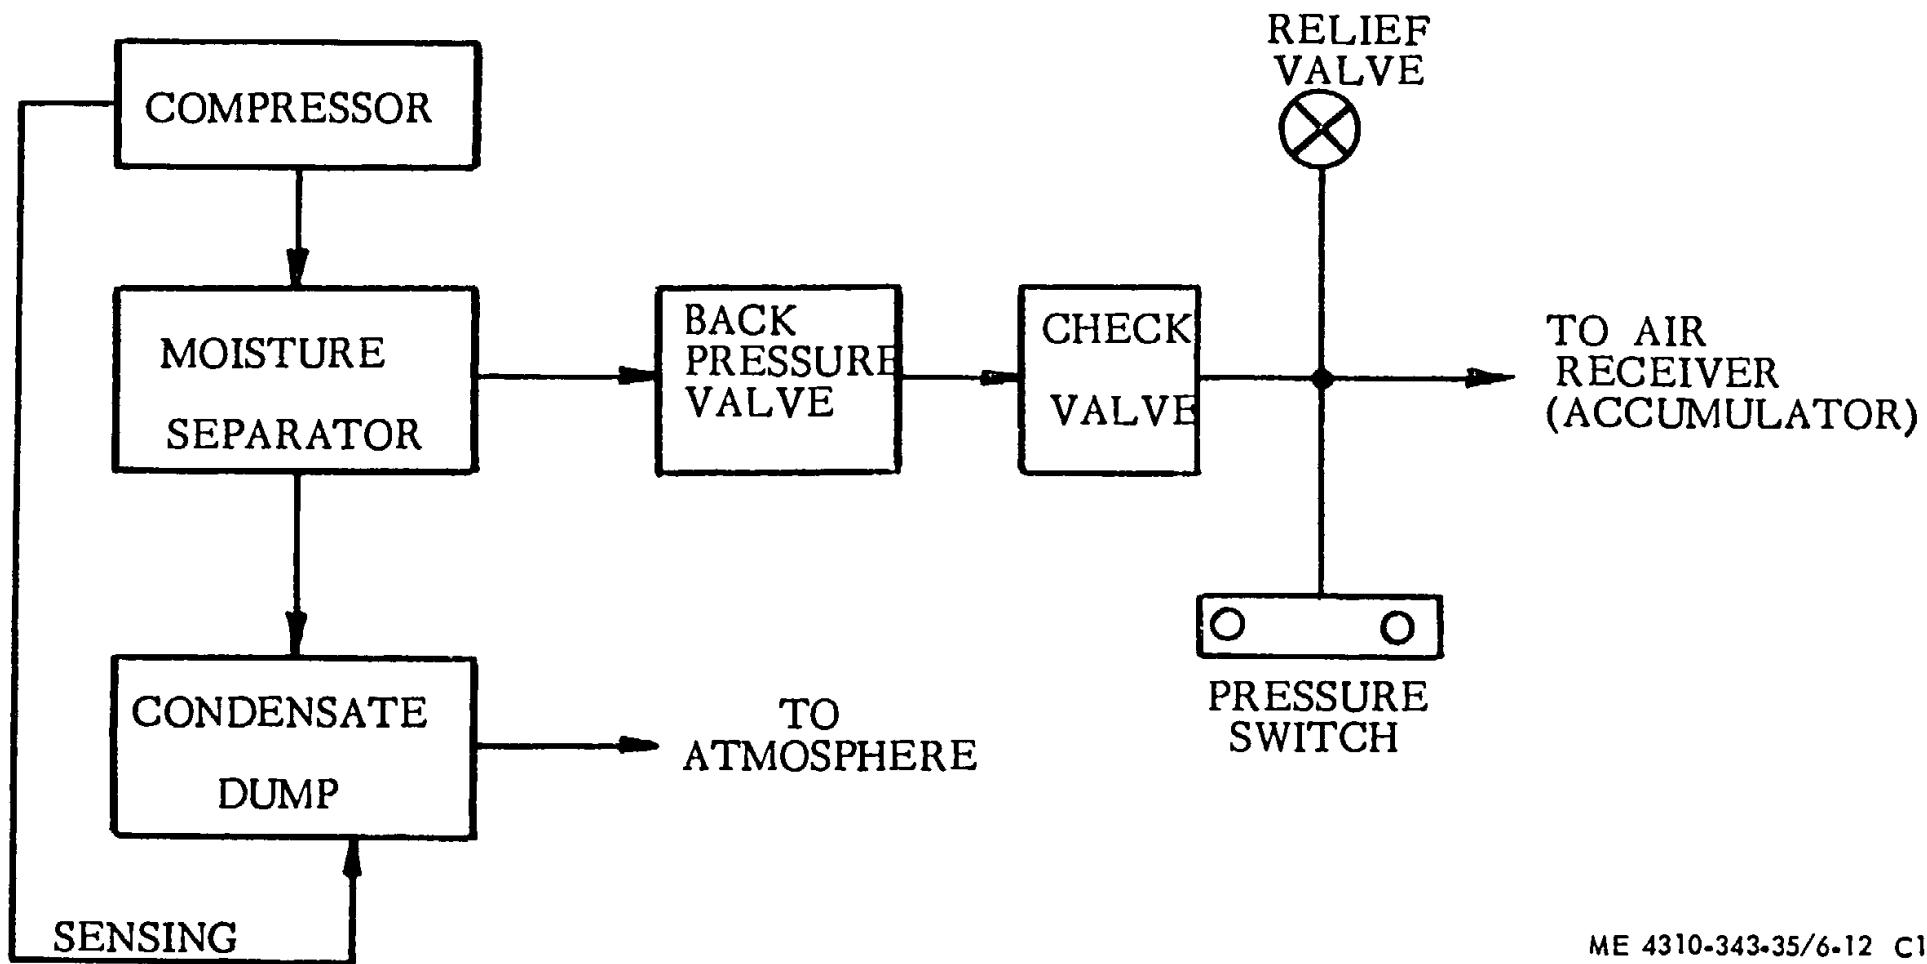 COMPRESSOR
MOISTURE
SEPARATOR
CONDENSATE
DUMP
SENSING
TO
ATMOSPHERE
BACK
PRESSURE
VALVE
CHECK
VALVE
RELIEF
VALVE
PRESSURE
SWITCH
TO AIR
RECEIVER
(ACCUMULATOR)
ME 4310-343-35/6-12 C1